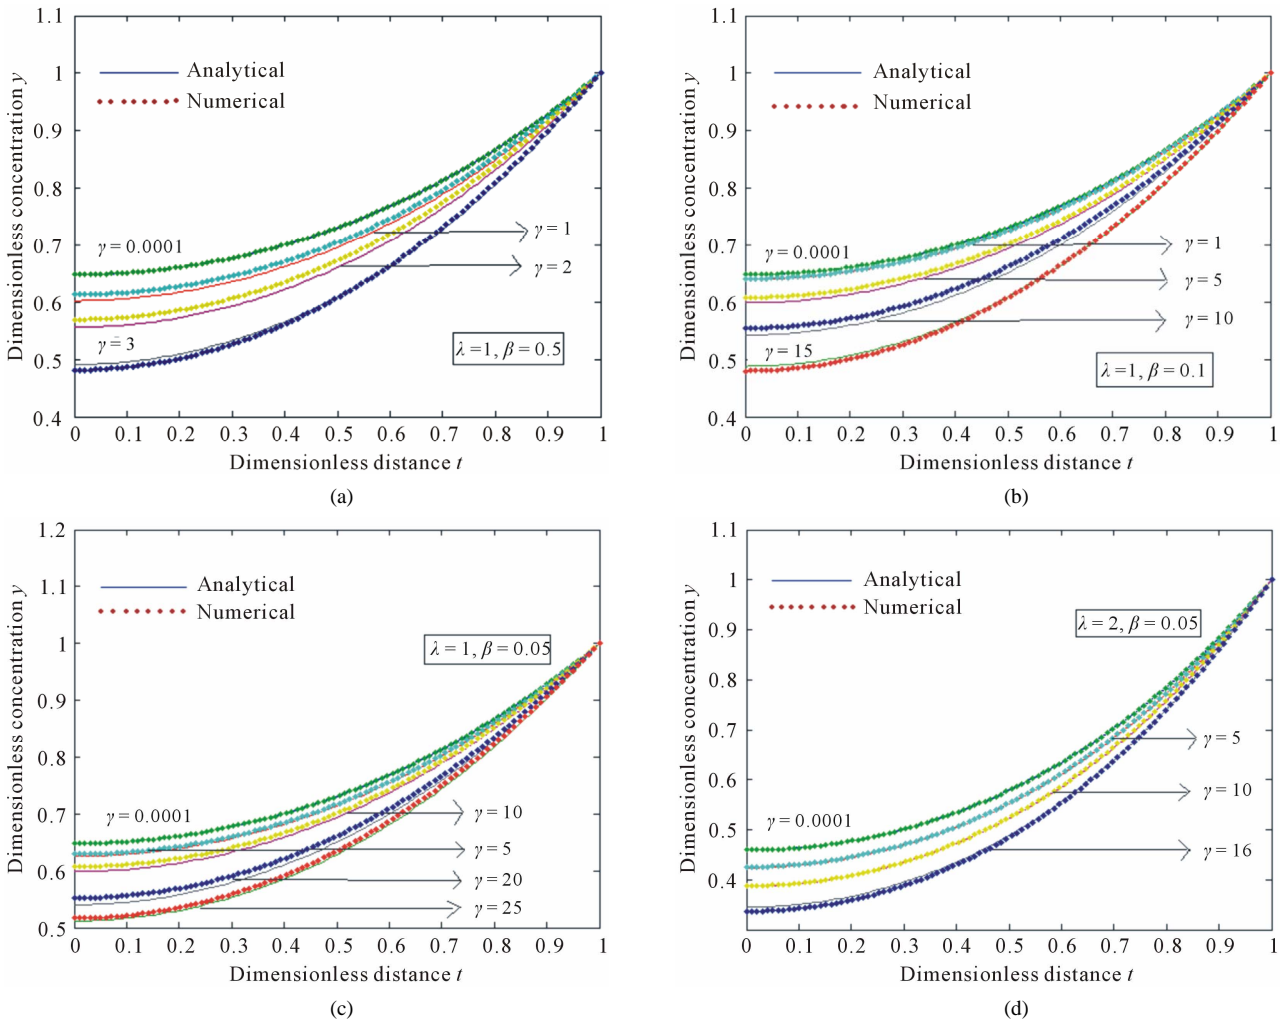 1.1
1
0.9
0.8
0.7
0.6
0.5
0.4
Dimensionless concentration y
Analytical
Numerical
γ = 0.0001
γ = 3
γ = 1
γ = 2
λ =1, β = 0.5
0 0.1 0.2 0.3 0.4 0.5 0.6 0.7 0.8 0.9 1
Dimensionless distance t
(a)
1.1
1
0.9
0.8
0.7
0.6
0.5
0.4
Dimensionless concentration y
Analytical
Numerical
γ = 0.0001
γ = 15
γ = 1
γ = 5
γ = 10
λ =1, β = 0.1
0 0.1 0.2 0.3 0.4 0.5 0.6 0.7 0.8 0.9 1
Dimensionless distance t
(b)
1.2
1.1
1
0.9
0.8
0.7
0.6
0.5
Dimensionless concentration y
Analytical
Numerical
λ = 1, β = 0.05
γ = 0.0001
γ = 10
γ = 5
γ = 20
γ = 25
0 0.1 0.2 0.3 0.4 0.5 0.6 0.7 0.8 0.9 1
Dimensionless distance t
(c)
1.1
1
0.9
0.8
0.7
0.6
0.5
0.4
Dimensionless concentration y
Analytical
Numerical
λ = 2, β = 0.05
γ = 0.0001
γ = 5
γ = 10
γ = 16
0 0.1 0.2 0.3 0.4 0.5 0.6 0.7 0.8 0.9 1
Dimensionless distance t
(d)